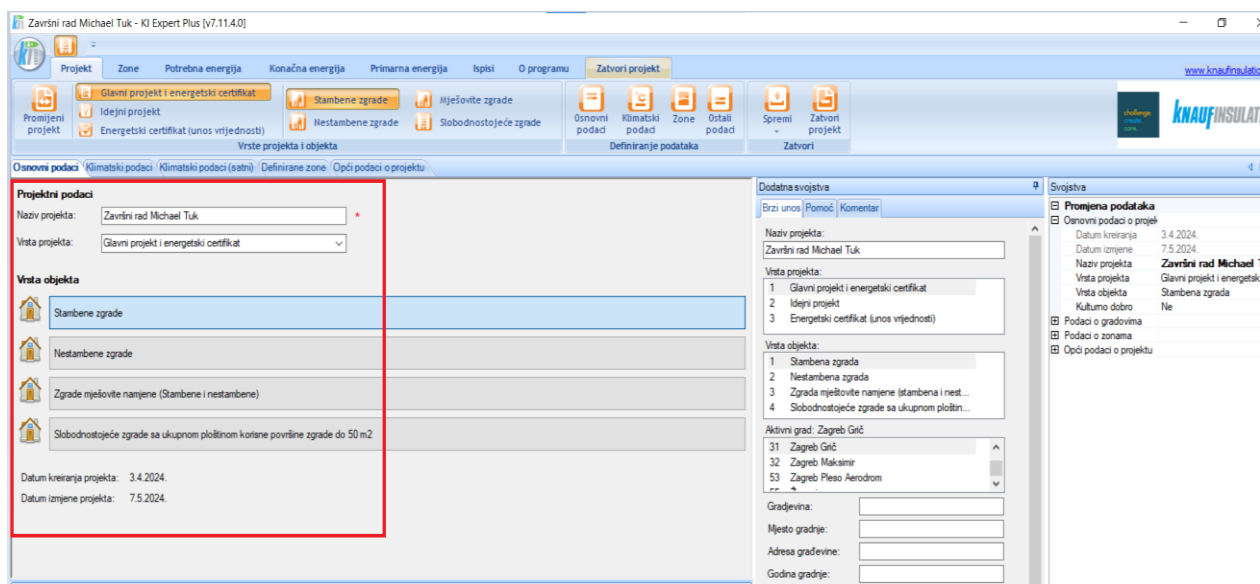 Završni rad Michael Tuk - KI Expert Plus [v7.11.4.0]
Projekt Zone Potrebna energija Konačna energija Primarna energija Ispisi O programu Zatvori projekt
Promijeni projekt
Glavni projekt i energetski certifikat
Idejni projekt
Energetski certifikat (unos vrijednosti)
Stambene zgrade
Nestambene zgrade
Mješovite zgrade
Slobodnostojeće zgrade
Vrste projekta i objekta
Osnovni podaci
Klimatski podaci
Zone
Ostali podaci
Definiranje podataka
Spremi
Zatvori projekt
Zatvori
www.knaufinsulatio
challenge.
create.
care.
KNAUFINSULAT
Osnovni podaci Klimatski podaci Klimatski podaci (satni) Definirane zone Opći podaci o projektu
Projektni podaci
Naziv projekta: Završni rad Michael Tuk *
Vrsta projekta: Glavni projekt i energetski certifikat
Vrsta objekta
Stambene zgrade
Nestambene zgrade
Zgrade mješovite namjene (Stambene i nestambene)
Slobodnostojeće zgrade sa ukupnom ploštinom korisne površine zgrade do 50 m2
Datum kreiranja projekta: 3.4.2024.
Datum izmjene projekta: 7.5.2024.
Dodatna svojstva
Brzi unos Pomoć Komentar
Naziv projekta:
Završni rad Michael Tuk
Vrsta projekta:
1 Glavni projekt i energetski certifikat
2 Idejni projekt
3 Energetski certifikat (unos vrijednosti)
Vrsta objekta:
1 Stambena zgrada
2 Nestambena zgrada
3 Zgrada mještovite namjene (stambena i nest...
4 Slobodnostojeće zgrade sa ukupnom ploštin...
Aktivni grad: Zagreb Grič
31 Zagreb Grič
32 Zagreb Maksimir
53 Zagreb Pleso Aerodrom
Gradjevina:
Mjesto gradnje:
Adresa građevine:
Godina gradnje:
Svojstva
Promjena podataka
Osnovni podaci o projek
Datum kreiranja 3.4.2024.
Datum izmjene 7.5.2024.
Naziv projekta Završni rad Michael T
Vrsta projekta Glavni projekt i energetsk
Vrsta objekta Stambena zgrada
Kulturno dobro Ne
Podaci o gradovima
Podaci o zonama
Opći podaci o projektu